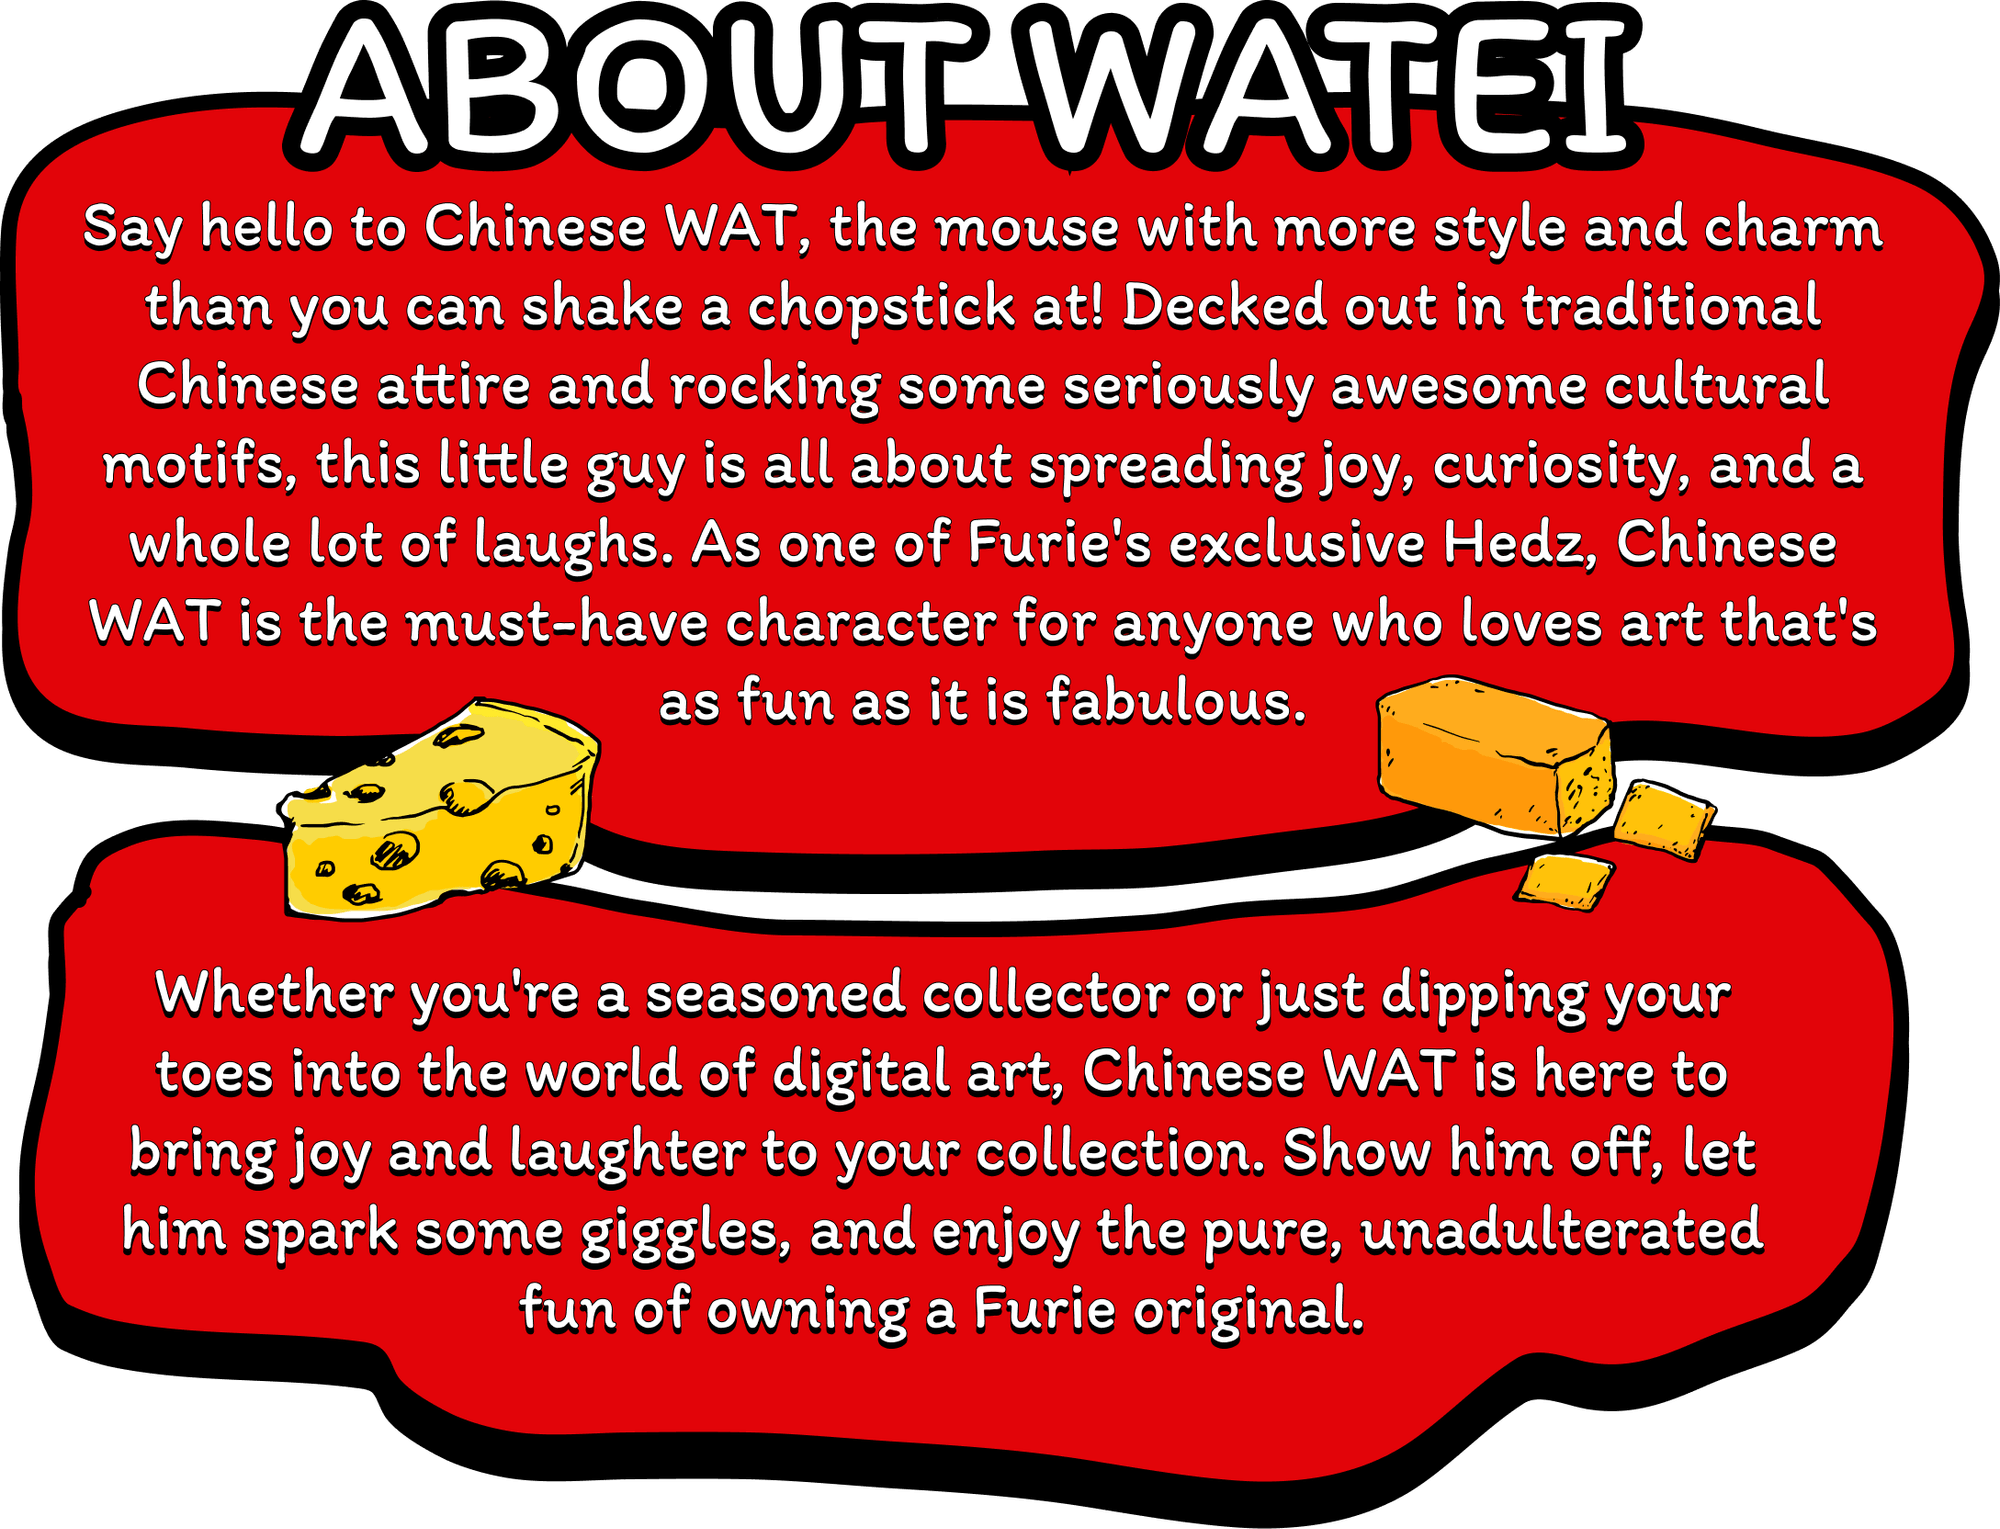 ABOUT WATEI
Say hello to Chinese WAT, the mouse with more style and charm
than you can shake a chopstick at! Decked out in traditional
Chinese attire and rocking some seriously awesome cultural
motifs, this little guy is all about spreading joy, curiosity, and a
whole lot of laughs. As one of Furie's exclusive Hedz, Chinese
WAT is the must-have character for anyone who loves art that's
as fun as it is fabulous.
Whether you're a seasoned collector or just dipping your
toes into the world of digital art, Chinese WAT is here to
bring joy and laughter to your collection. Show him off, let
him spark some giggles, and enjoy the pure, unadulterated
fun of owning a Furie original.